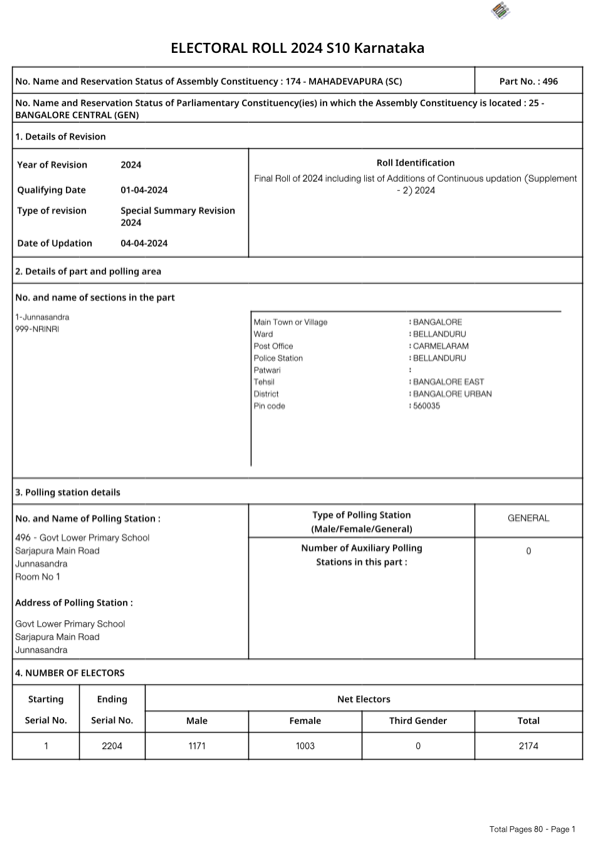 ELECTORAL ROLL 2024 S10 Karnataka
No. Name and Reservation Status of Assembly Constituency : 174 - MAHADEVAPURA (SC)
Part No. : 496
No. Name and Reservation Status of Parliamentary Constituency(ies) in which the Assembly Constituency is located : 25 -
BANGALORE CENTRAL (GEN)
1. Details of Revision
Year of Revision 2024
Qualifying Date 01-04-2024
Type of revision Special Summary Revision
2024
Date of Updation 04-04-2024
Roll Identification
Final Roll of 2024 including list of Additions of Continuous updation (Supplement
- 2) 2024
2. Details of part and polling area
No. and name of sections in the part
1-Junnasandra
999-NRINRI
Main Town or Village : BANGALORE
Ward : BELLANDURU
Post Office : CARMELARAM
Police Station : BELLANDURU
Patwari :
Tehsil : BANGALORE EAST
District : BANGALORE URBAN
Pin code : 560035
3. Polling station details
No. and Name of Polling Station :
496 - Govt Lower Primary School
Sarjapura Main Road
Junnasandra
Room No 1
Address of Polling Station :
Govt Lower Primary School
Sarjapura Main Road
Junnasandra
Type of Polling Station
(Male/Female/General)
GENERAL
Number of Auxiliary Polling
Stations in this part :
0
4. NUMBER OF ELECTORS
Starting
Serial No.
Ending
Serial No.
Net Electors
Male Female Third Gender Total
1 2204 1171 1003 0 2174
Total Pages 80 - Page 1